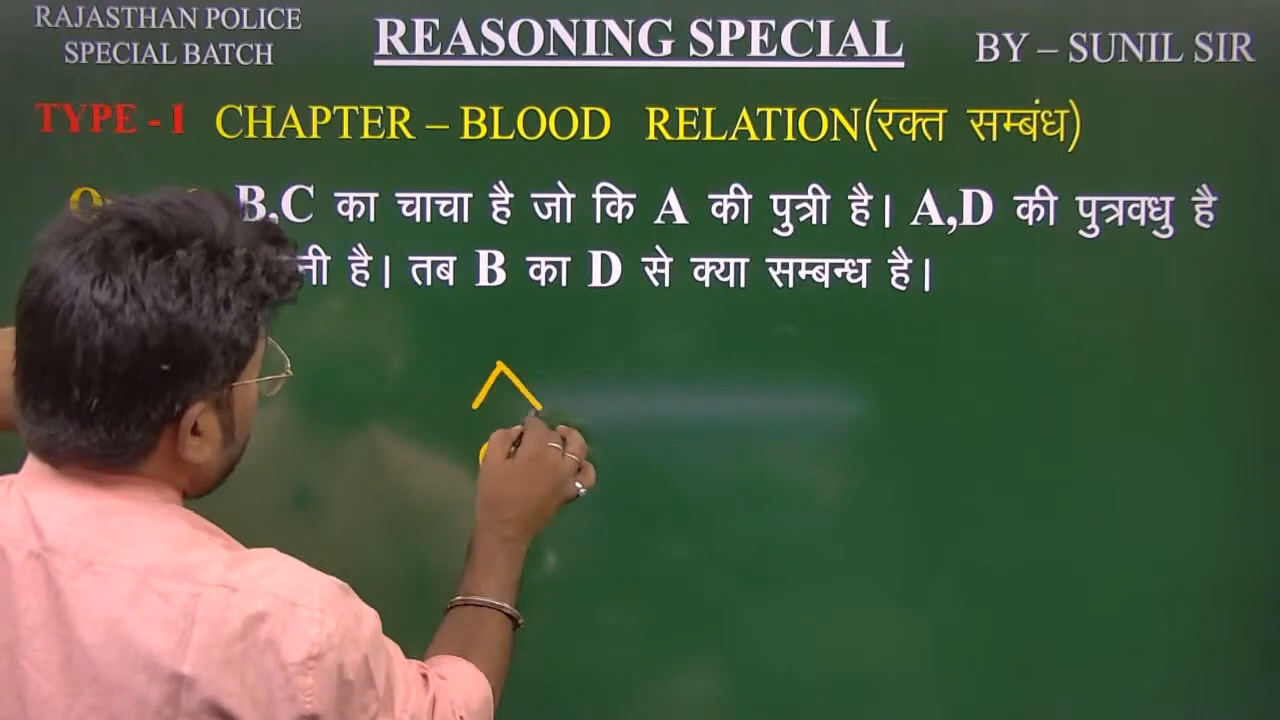 RAJASTHAN POLICE
SPECIAL BATCH
REASONING SPECIAL
BY – SUNIL SIR
TYPE - I CHAPTER – BLOOD RELATION(रक्त सम्बंध)
B,C का चाचा है जो कि A की पुत्री है। A,D की पुत्रवधु है
है। तब B का D से क्या सम्बन्ध है।